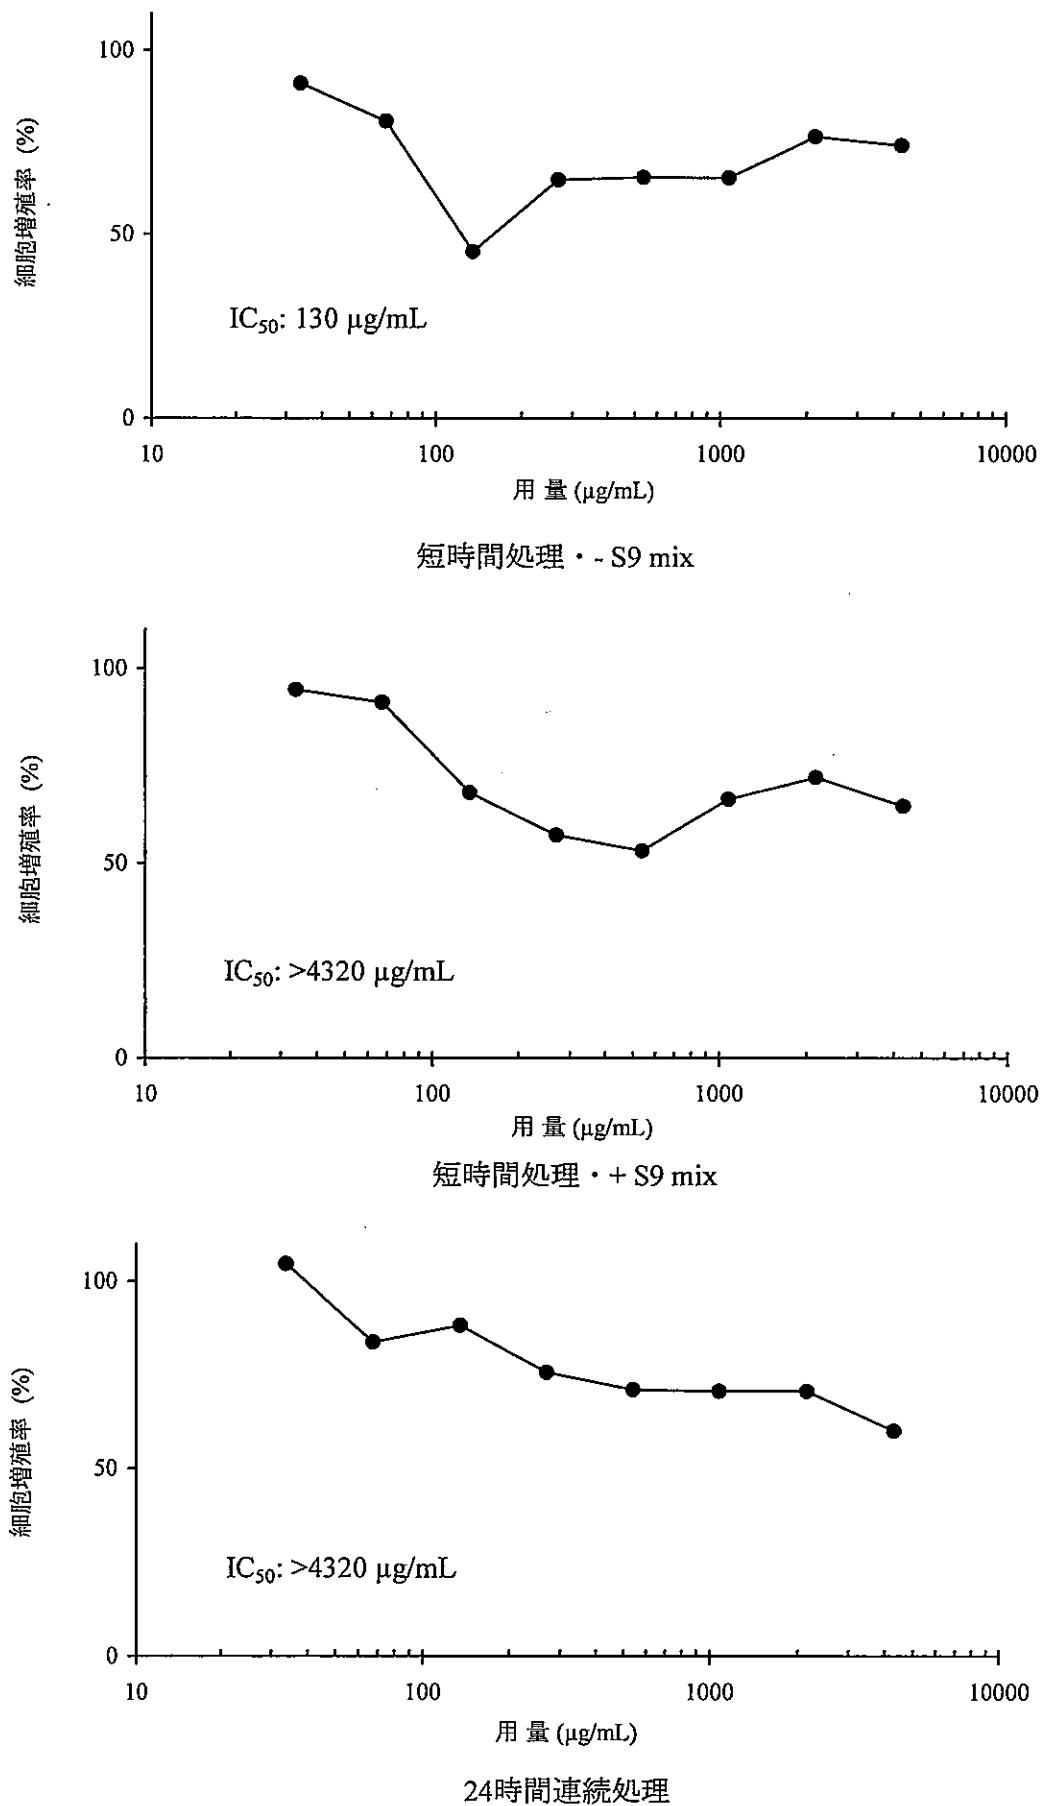 100
50
0
細胞増殖率 (%)
IC50: 130 µg/mL
10 100 1000 10000
用 量 (µg/mL)
短時間処理・- S9 mix
100
50
0
細胞増殖率 (%)
IC50: >4320 µg/mL
10 100 1000 10000
用 量 (µg/mL)
短時間処理・+ S9 mix
100
50
0
細胞増殖率 (%)
IC50: >4320 µg/mL
10 100 1000 10000
用 量 (µg/mL)
24時間連続処理